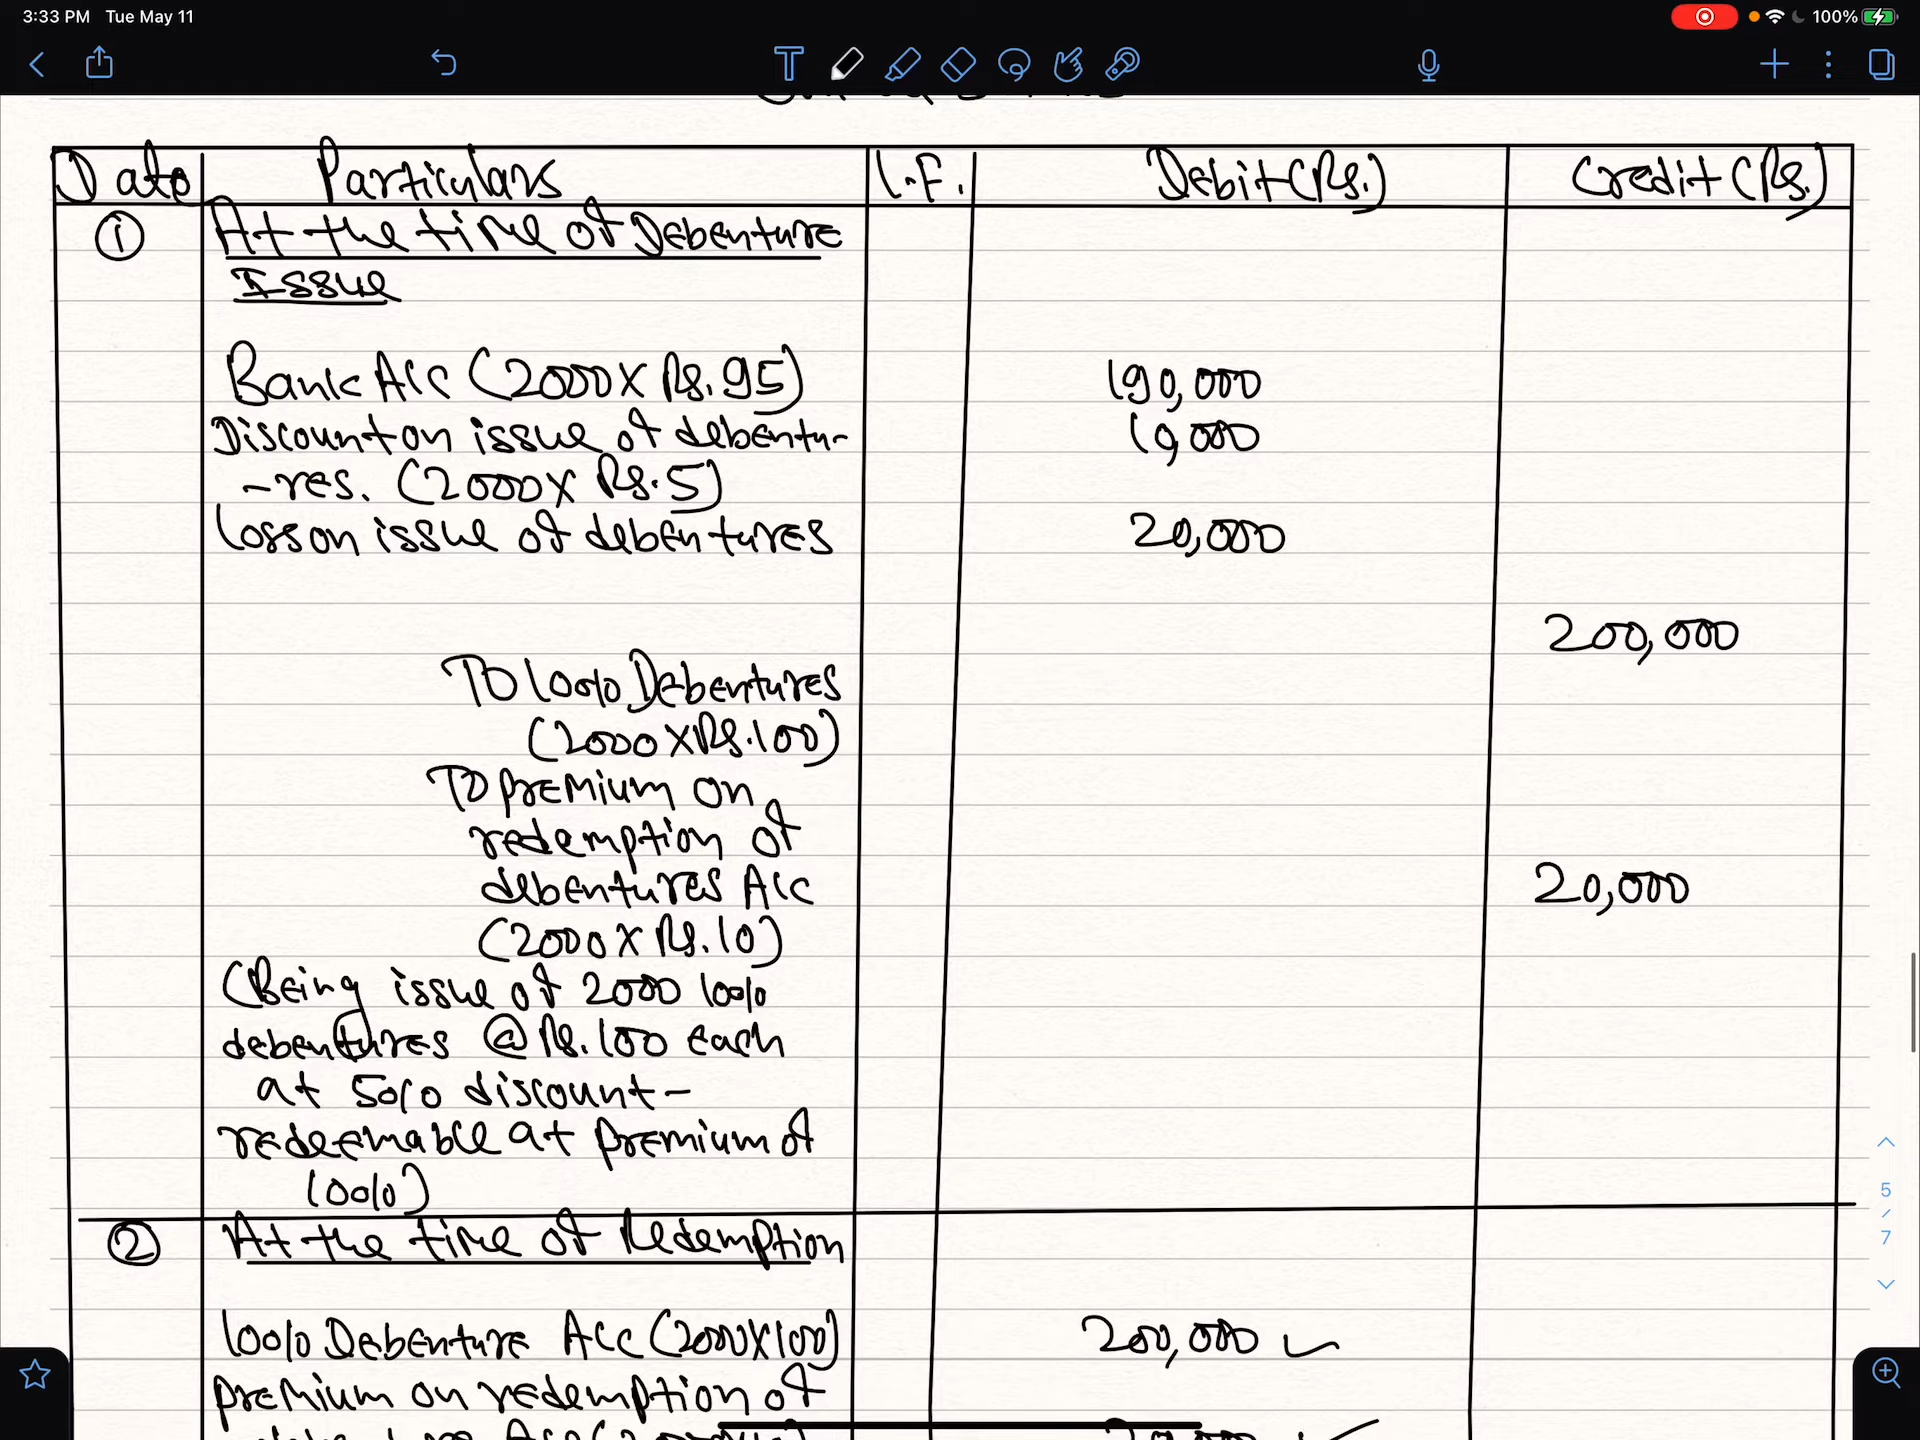 3:33 PM Tue May 11
100%
Date Particulars L.F. Debit (Rs.) Credit (Rs.)
① At the time of Debenture
Issue
Bank A/c (2000 X Rs. 95) 190,000
Discount on issue of debentu- 10,000
-res. (2000 X Rs. 5)
Loss on issue of debentures 20,000
200,000
To 10% Debentures
(2000 X Rs. 100)
To premium on
redemption of
debentures A/c 20,000
(2000 X Rs. 10)
(Being issue of 2000 10%
debentures @ Rs. 100 each
at 5% discount-
redeemable at premium of
10%)
② At the time of Redemption
10% Debenture Acc (2000X100) 200,000
premium on redemption of
5
/
7